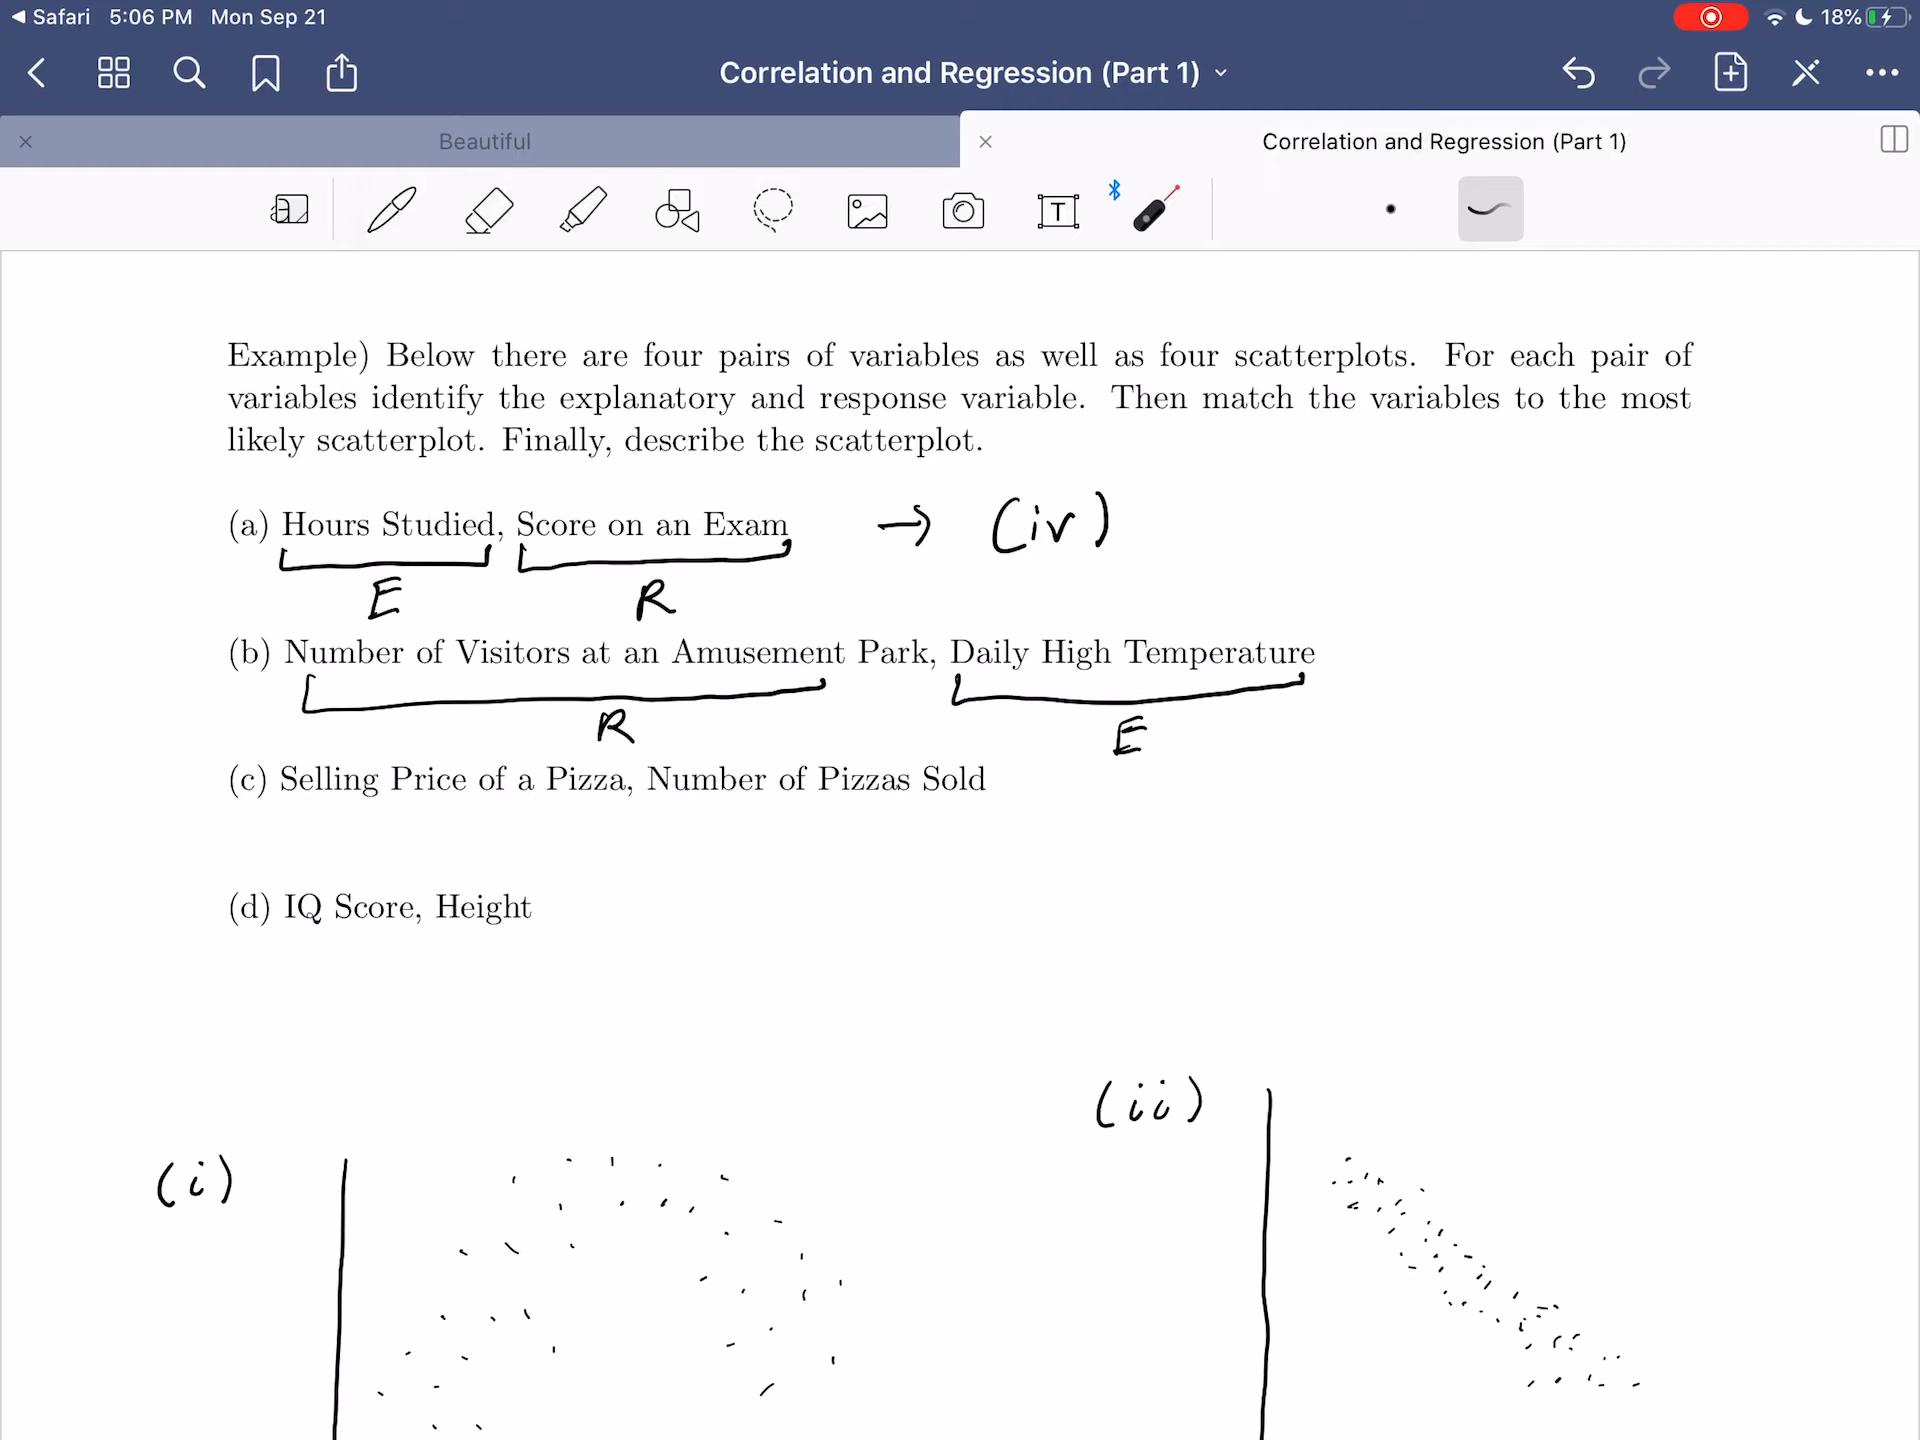 Safari 5:06 PM Mon Sep 21
18%
Correlation and Regression (Part 1)
Beautiful
Correlation and Regression (Part 1)
a
T
Example) Below there are four pairs of variables as well as four scatterplots. For each pair of
variables identify the explanatory and response variable. Then match the variables to the most
likely scatterplot. Finally, describe the scatterplot.
(a) Hours Studied, Score on an Exam → (iv)
E R
(b) Number of Visitors at an Amusement Park, Daily High Temperature
R E
(c) Selling Price of a Pizza, Number of Pizzas Sold
(d) IQ Score, Height
(ii)
(i)